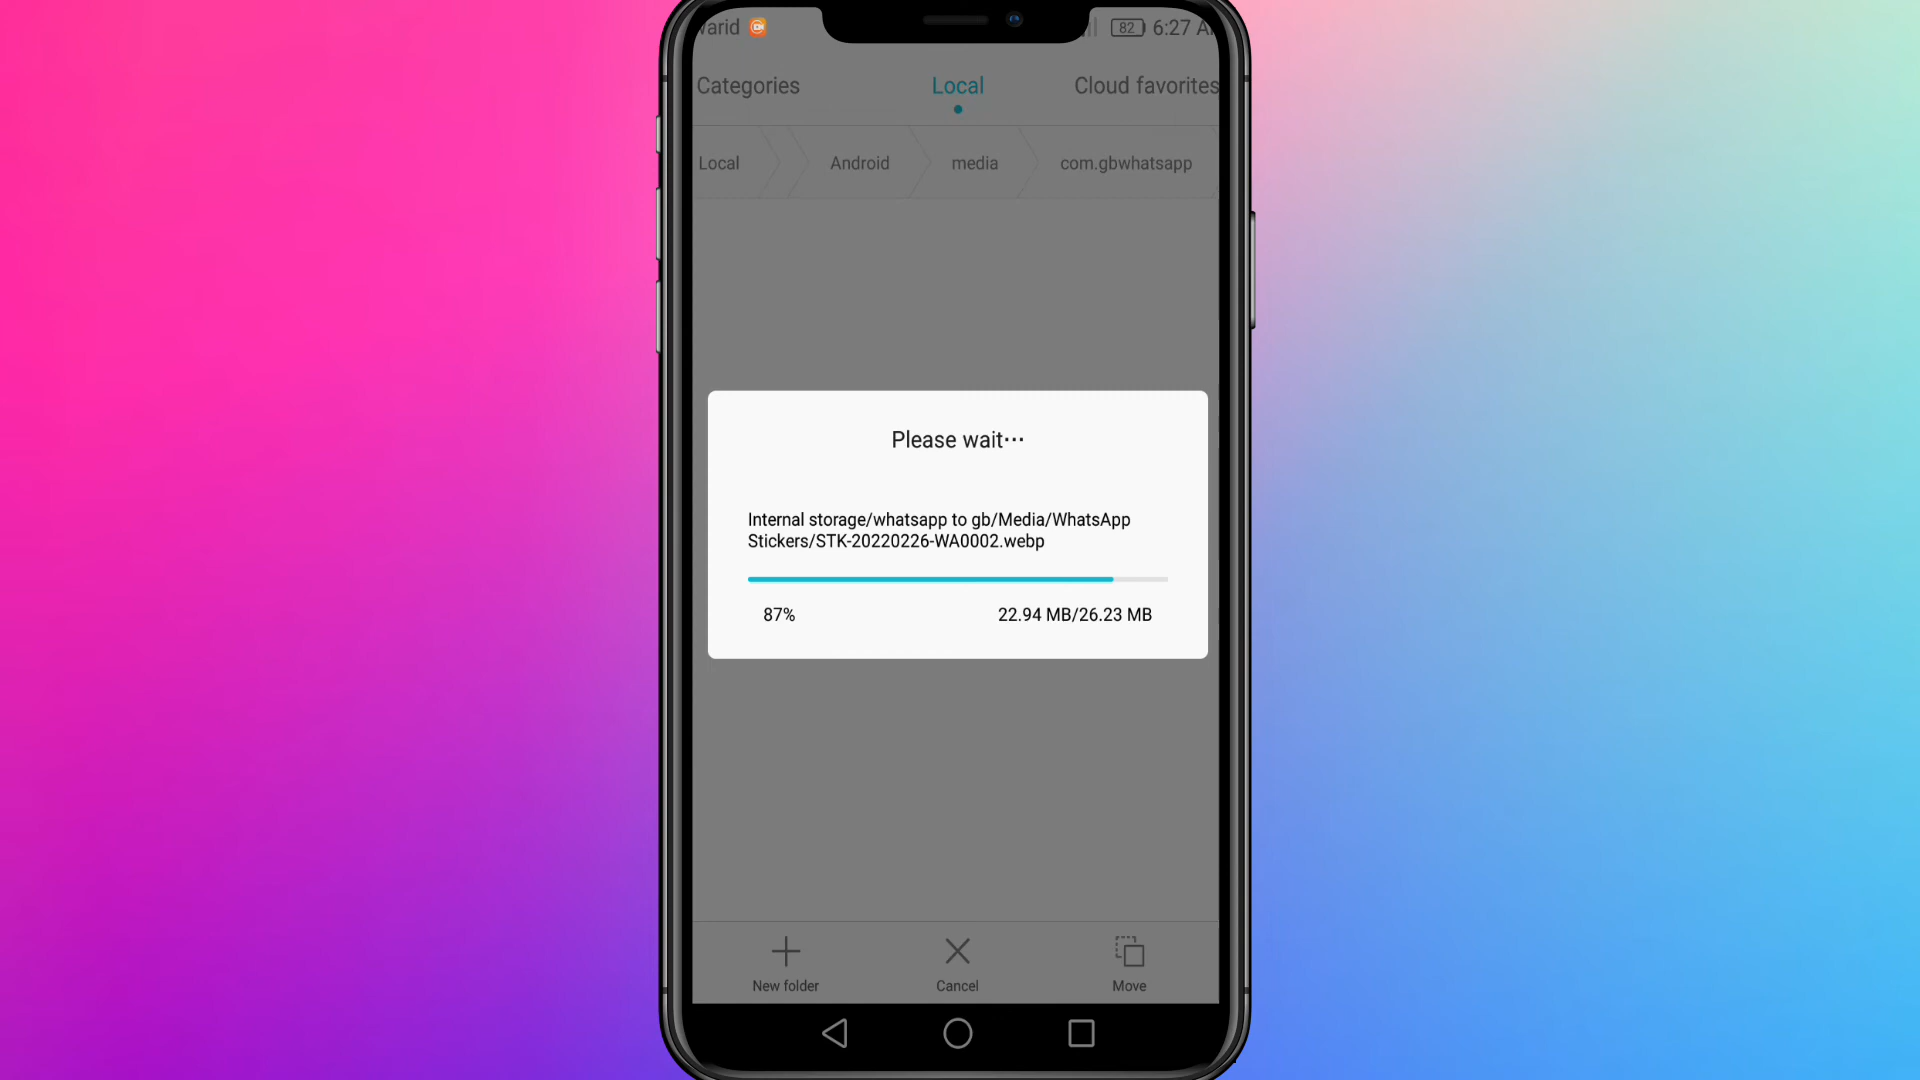 82 6:27
Categories Local Cloud favorites
Local Android media com.gbwhatsapp
Please wait···
Internal storage/whatsapp to gb/Media/WhatsApp
Stickers/STK-20220226-WA0002.webp
87% 22.94 MB/26.23 MB
New folder Cancel Move